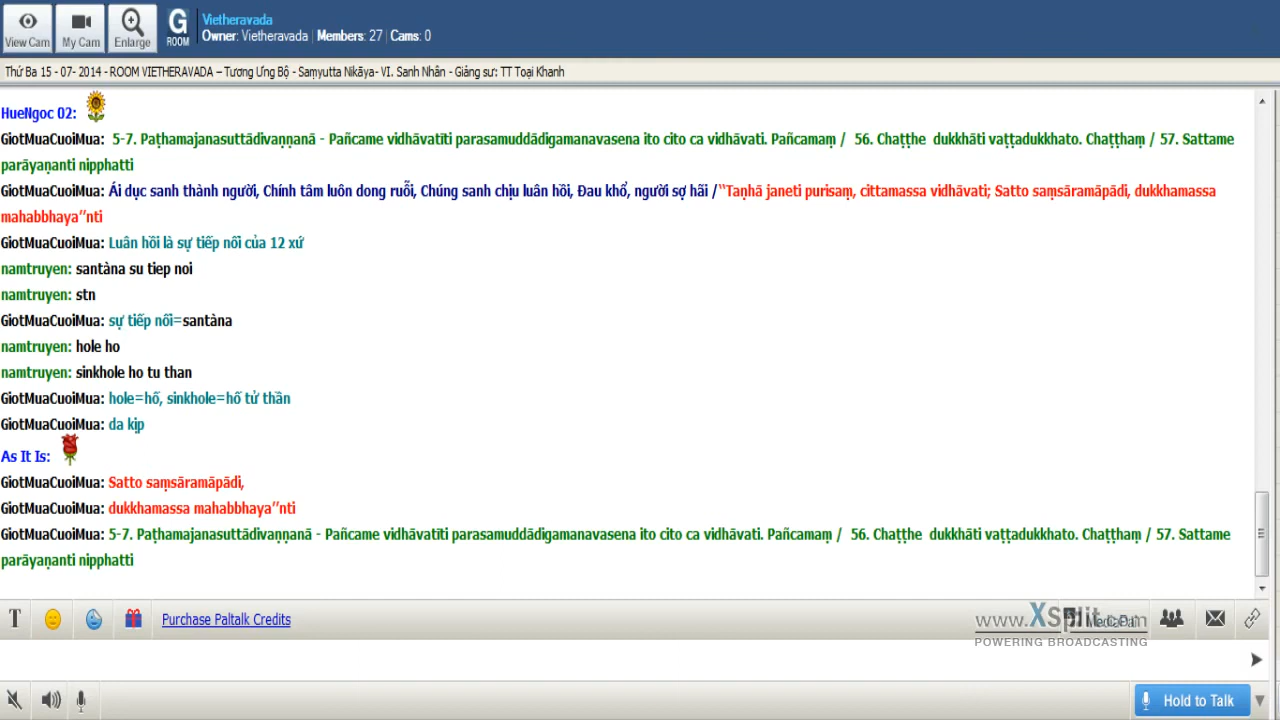 View Cam
My Cam
Enlarge
G
ROOM
Vietheravada
Owner: Vietheravada | Members: 27 | Cams: 0
Thứ Ba 15 - 07- 2014 - ROOM VIETHERAVADA – Tương Ưng Bộ - Saṃyutta Nikāya- VI. Sanh Nhân - Giảng sư: TT Toại Khanh
HueNgoc 02:
GiotMuaCuoiMua: 5-7. Paṭhamajanasuttādivaṇṇanā - Pañcame vidhāvatīti parasamuddādigamanavasena ito cito ca vidhāvati. Pañcamaṃ / 56. Chaṭṭhe dukkhāti vaṭṭadukkhato. Chaṭṭhaṃ / 57. Sattame
parāyaṇanti nipphatti
GiotMuaCuoiMua: Ái dục sanh thành người, Chính tâm luôn dong ruỗi, Chúng sanh chịu luân hồi, Đau khổ, người sợ hãi /‘‘Taṇhā janeti purisaṃ, cittamassa vidhāvati; Satto saṃsāramāpādi, dukkhamassa
mahabbhaya’’nti
GiotMuaCuoiMua: Luân hồi là sự tiếp nối của 12 xứ
namtruyen: santàna su tiep noi
namtruyen: stn
GiotMuaCuoiMua: sự tiếp nối=santàna
namtruyen: hole ho
namtruyen: sinkhole ho tu than
GiotMuaCuoiMua: hole=hố, sinkhole=hố tử thần
GiotMuaCuoiMua: da kịp
As It Is:
GiotMuaCuoiMua: Satto saṃsāramāpādi,
GiotMuaCuoiMua: dukkhamassa mahabbhaya’’nti
GiotMuaCuoiMua: 5-7. Paṭhamajanasuttādivaṇṇanā - Pañcame vidhāvatīti parasamuddādigamanavasena ito cito ca vidhāvati. Pañcamaṃ / 56. Chaṭṭhe dukkhāti vaṭṭadukkhato. Chaṭṭhaṃ / 57. Sattame
parāyaṇanti nipphatti
T
Purchase Paltalk Credits
www.XSplit.com
POWERING BROADCASTING
Hold to Talk